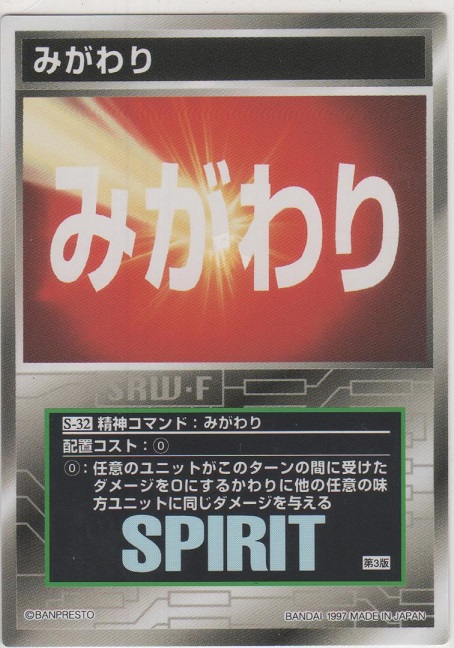 みがわり
みがわり
SRW・F
S-32 精神コマンド:みがわり
配置コスト:⓪
⓪:任意のユニットがこのターンの間に受けた
ダメージを0にするかわりに他の任意の味
方ユニットに同じダメージを与える
SPIRIT
第3版
©BANPRESTO
BANDAI 1997 MADE IN JAPAN